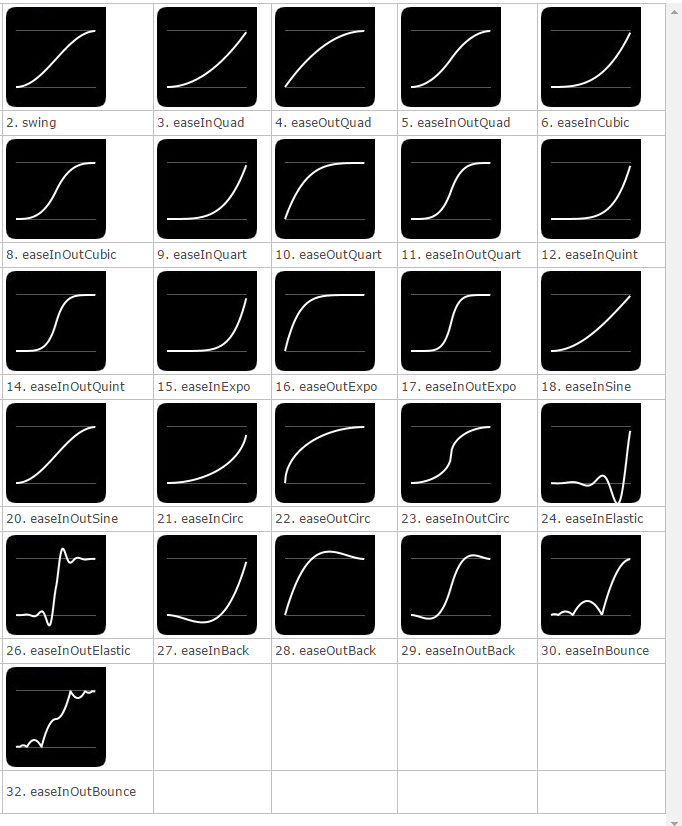 2. swing
3. easeInQuad
4. easeOutQuad
5. easeInOutQuad
6. easeInCubic
8. easeInOutCubic
9. easeInQuart
10. easeOutQuart
11. easeInOutQuart
12. easeInQuint
14. easeInOutQuint
15. easeInExpo
16. easeOutExpo
17. easeInOutExpo
18. easeInSine
20. easeInOutSine
21. easeInCirc
22. easeOutCirc
23. easeInOutCirc
24. easeInElastic
26. easeInOutElastic
27. easeInBack
28. easeOutBack
29. easeInOutBack
30. easeInBounce
32. easeInOutBounce